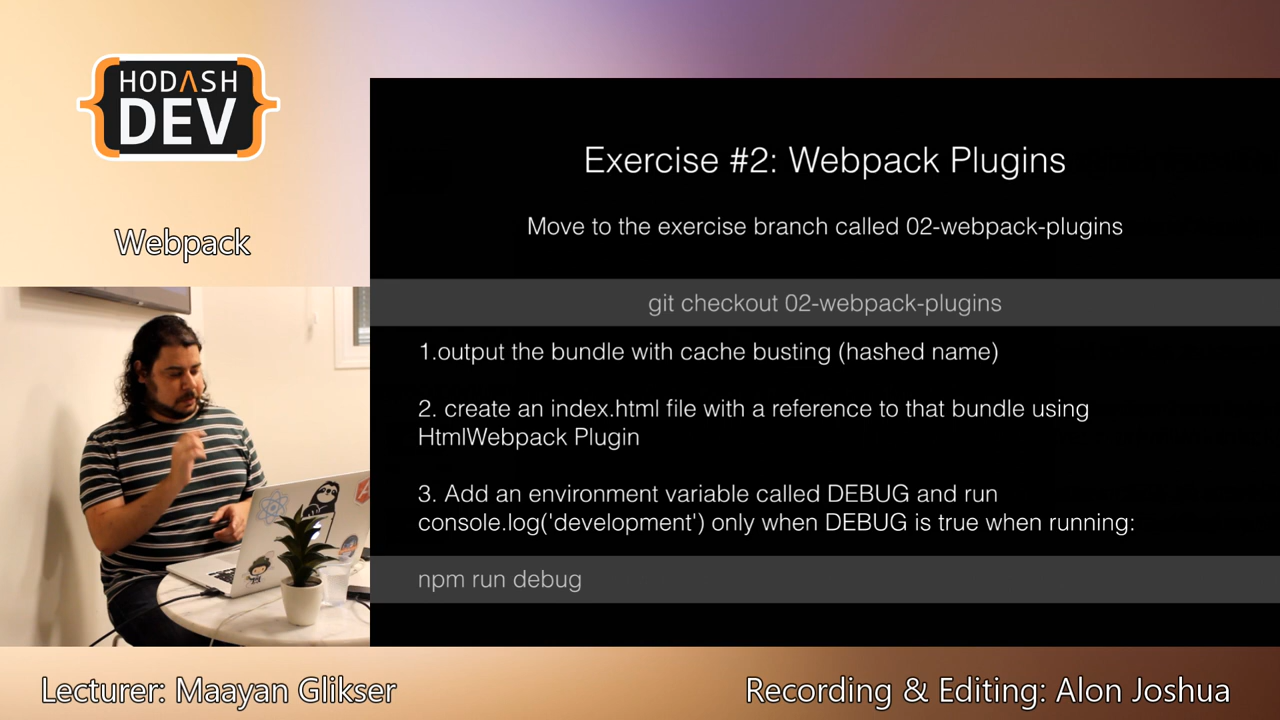 HODASH
DEV
Webpack
Exercise #2: Webpack Plugins
Move to the exercise branch called 02-webpack-plugins
git checkout 02-webpack-plugins
1.output the bundle with cache busting (hashed name)
2. create an index.html file with a reference to that bundle using
HtmlWebpack Plugin
3. Add an environment variable called DEBUG and run
console.log('development') only when DEBUG is true when running:
npm run debug
Lecturer: Maayan Glikser
Recording & Editing: Alon Joshua